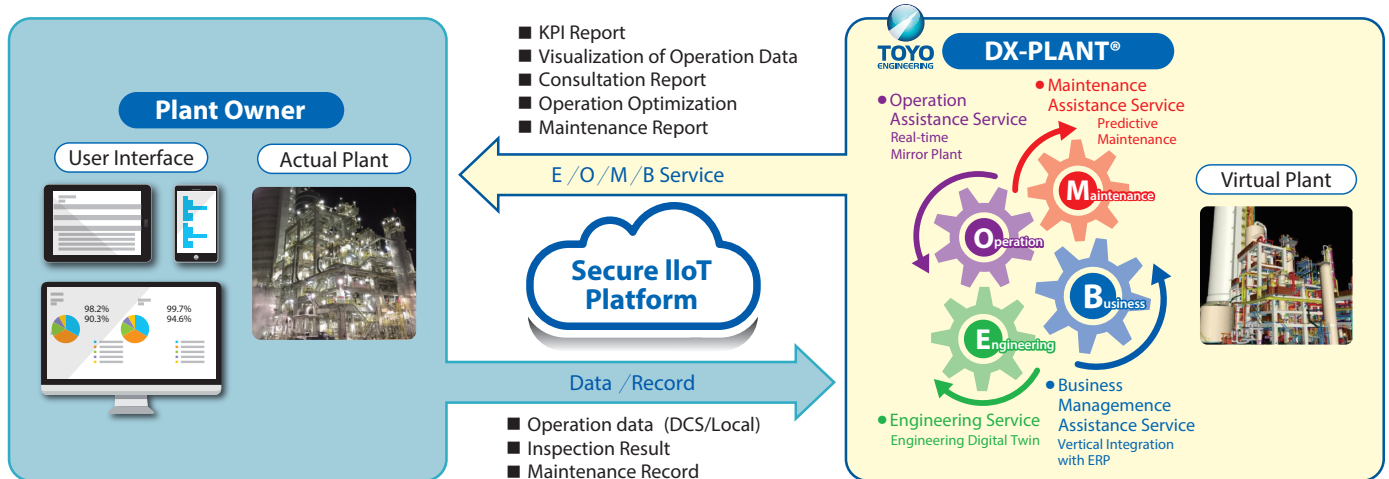 Plant Owner
User Interface
Actual Plant
98.2%
90.3%
99.7%
94.6%
■ KPI Report
■ Visualization of Operation Data
■ Consultation Report
■ Operation Optimization
■ Maintenance Report
E / O / M / B Service
Secure IIoT
Platform
Data / Record
■ Operation data (DCS/Local)
■ Inspection Result
■ Maintenance Record
TOYO
ENGINEERING
DX-PLANT®
● Operation
Assistance Service
Real-time
Mirror Plant
● Maintenance
Assistance Service
Predictive
Maintenance
Maintenance
Operation
Business
Engineering
Virtual Plant
● Engineering Service
Engineering Digital Twin
● Business
Managemence
Assistance Service
Vertical Integration
with ERP